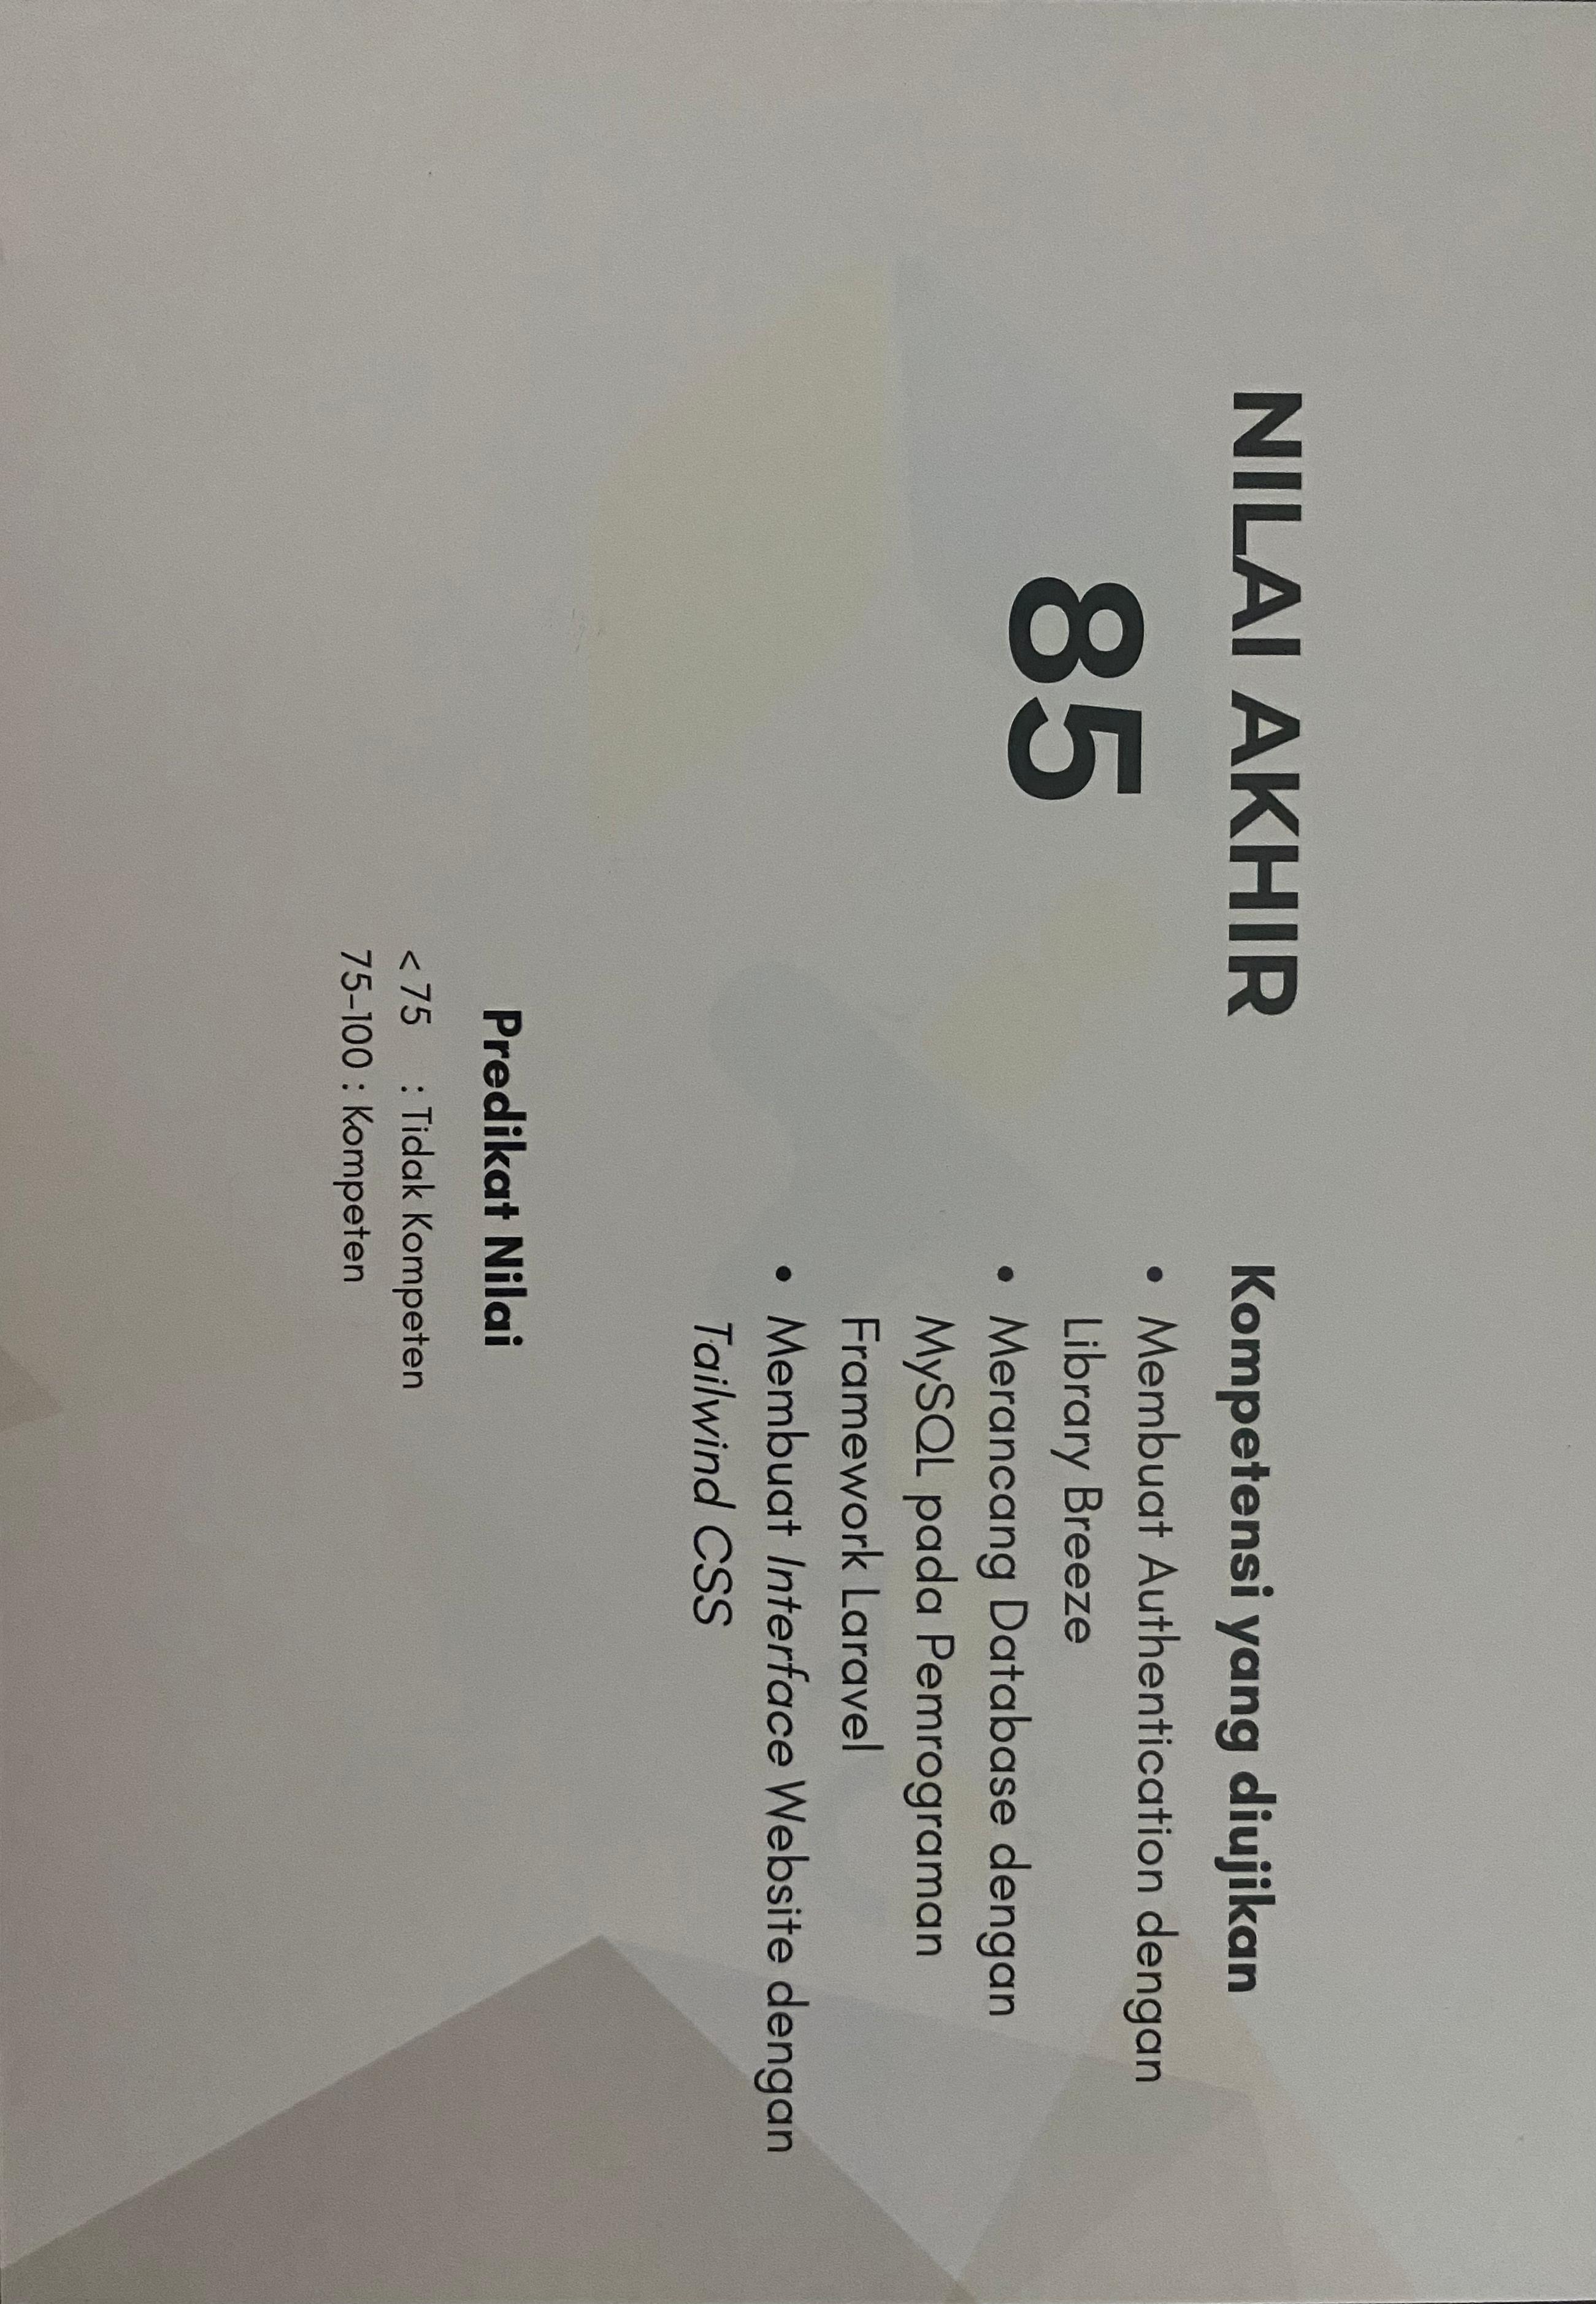 NILAI AKHIR
85
Kompetensi yang diujikan
• Membuat Authentication dengan
Library Breeze
• Merancang Database dengan
MySQL pada Pemrograman
Framework Laravel
• Membuat Interface Website dengan
Tailwind CSS
Predikat Nilai
< 75 : Tidak Kompeten
75-100 : Kompeten